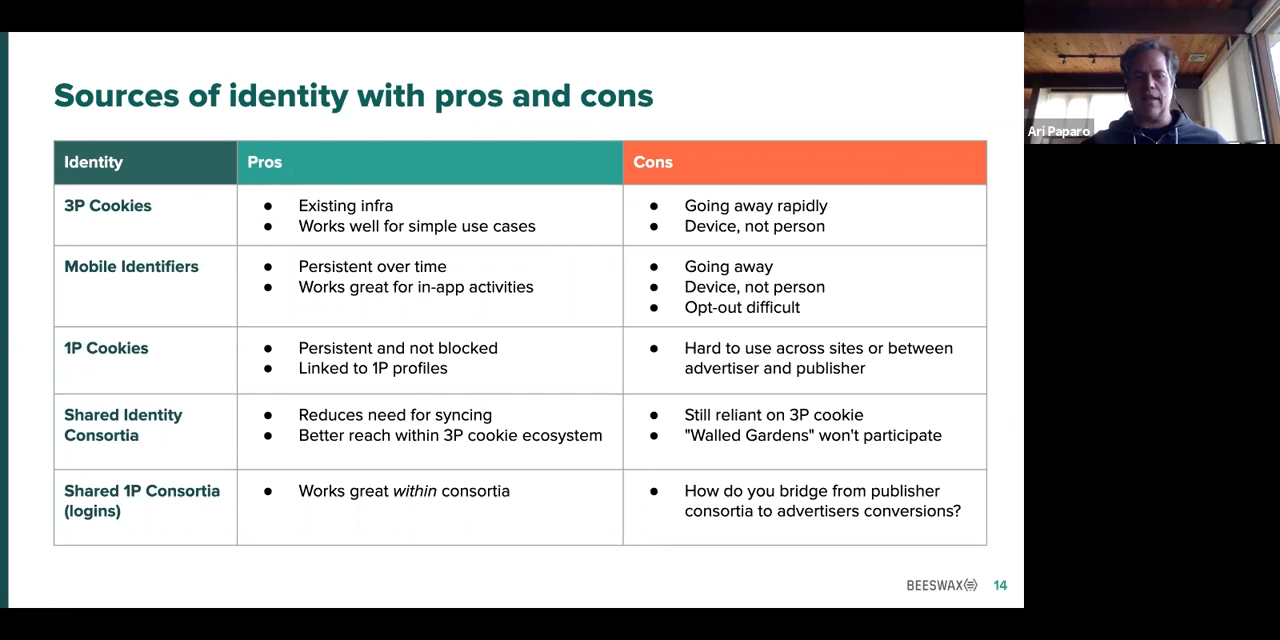 Sources of identity with pros and cons
Identity
Pros
Cons
3P Cookies
● Existing infra
● Works well for simple use cases
● Going away rapidly
● Device, not person
Mobile Identifiers
● Persistent over time
● Works great for in-app activities
● Going away
● Device, not person
● Opt-out difficult
1P Cookies
● Persistent and not blocked
● Linked to 1P profiles
● Hard to use across sites or between
advertiser and publisher
Shared Identity
Consortia
● Reduces need for syncing
● Better reach within 3P cookie ecosystem
● Still reliant on 3P cookie
● "Walled Gardens" won't participate
Shared 1P Consortia
(logins)
● Works great within consortia
● How do you bridge from publisher
consortia to advertisers conversions?
BEESWAX
14
Ari Paparo